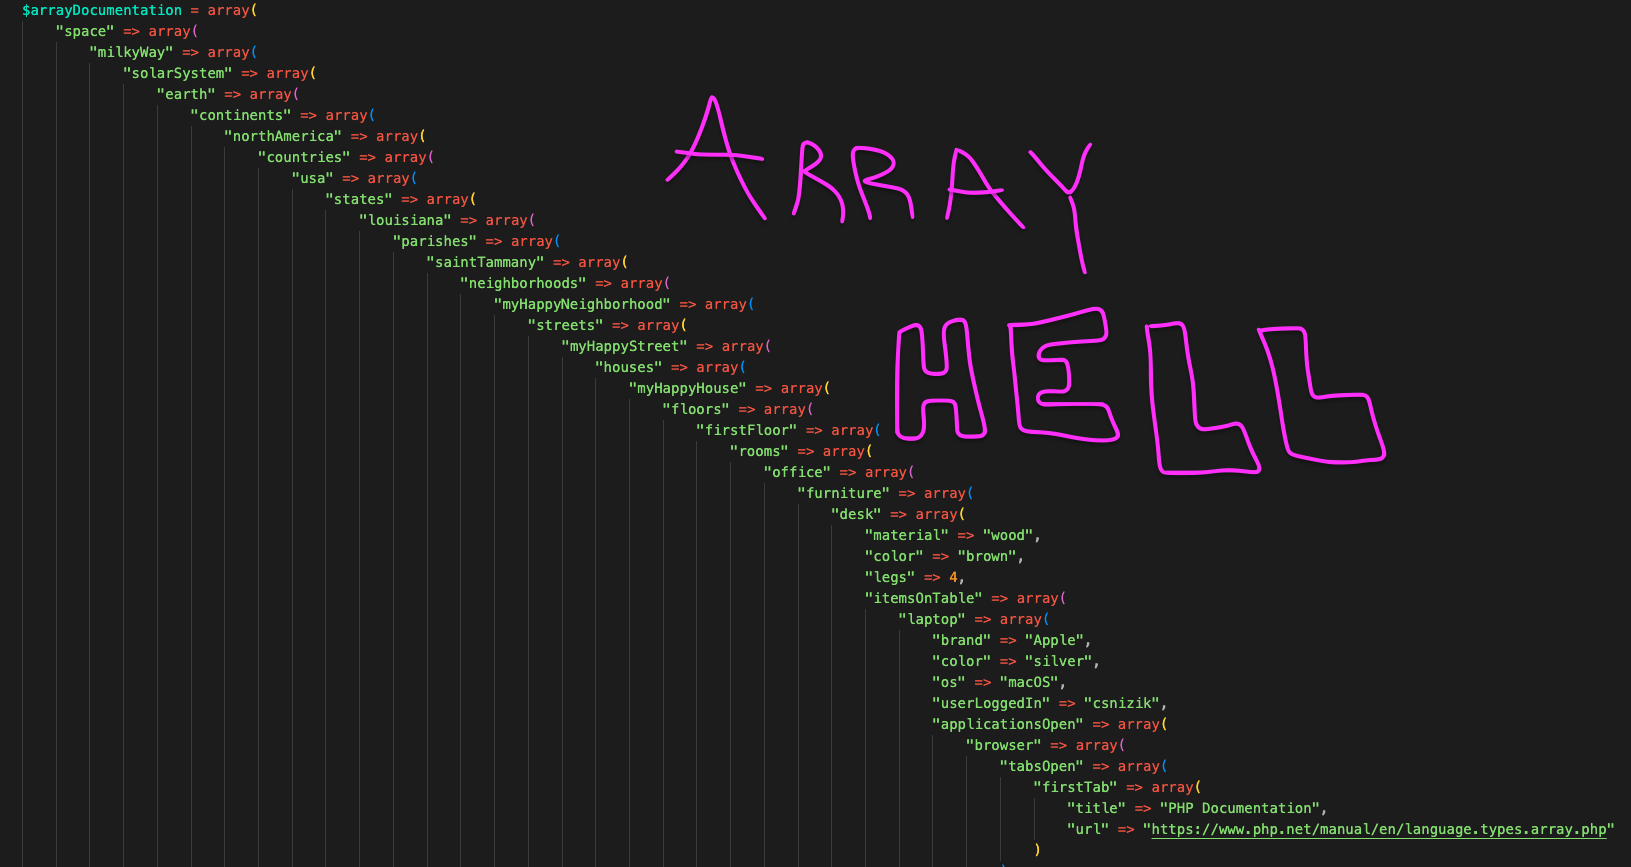 $arrayDocumentation = array(
"space" => array(
"milkyWay" => array(
"solarSystem" => array(
"earth" => array(
"continents" => array(
"northAmerica" => array(
"countries" => array(
"usa" => array(
"states" => array(
"louisiana" => array(
"parishes" => array(
"saintTammany" => array(
"neighborhoods" => array(
"myHappyNeighborhood" => array(
"streets" => array(
"myHappyStreet" => array(
"houses" => array(
"myHappyHouse" => array(
"floors" => array(
"firstFloor" => array(
"rooms" => array(
"office" => array(
"furniture" => array(
"desk" => array(
"material" => "wood",
"color" => "brown",
"legs" => 4,
"itemsOnTable" => array(
"laptop" => array(
"brand" => "Apple",
"color" => "silver",
"os" => "macOS",
"userLoggedIn" => "csnizik",
"applicationsOpen" => array(
"browser" => array(
"tabsOpen" => array(
"firstTab" => array(
"title" => "PHP Documentation",
"url" => "https://www.php.net/manual/en/language.types.array.php"
)
ARRAY
HELL